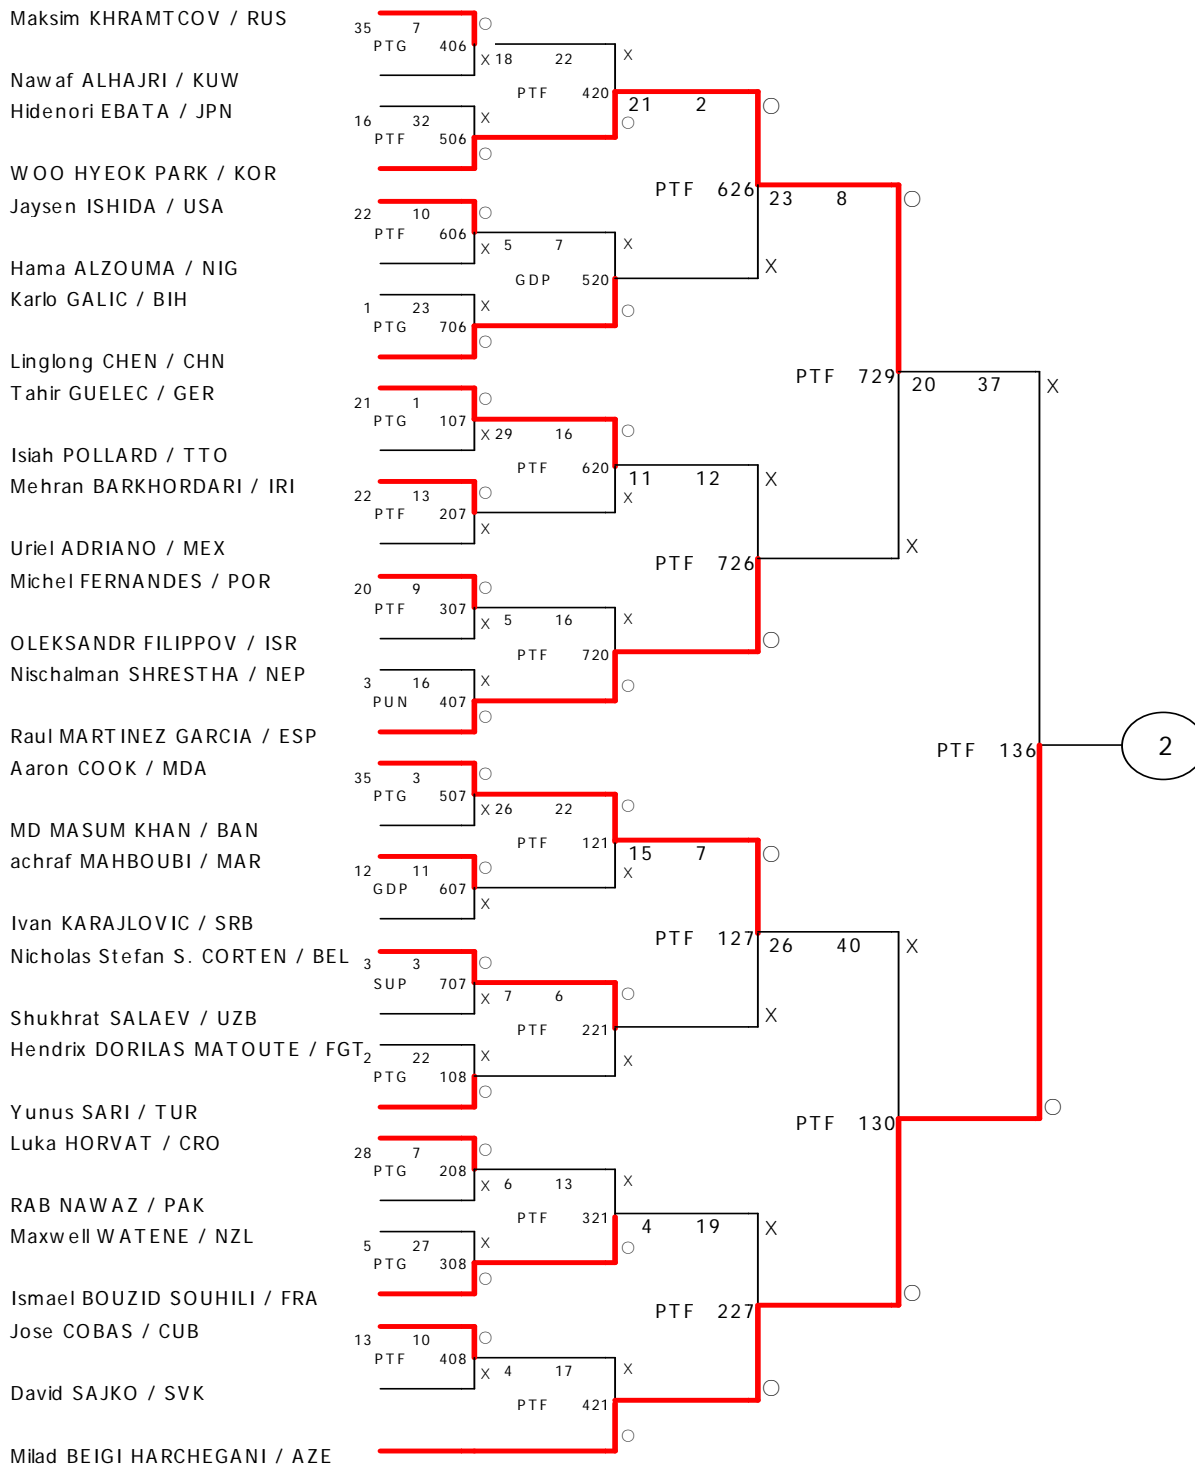 Maksim KHRAMTCOV / RUS
35 7
PTG 406
○
X
18 22
X
Nawaf ALHAJRI / KUW
PTF 420
21 2
○
Hidenori EBATA / JPN
16 32
PTF 506
X
○
○
WOO HYEOK PARK / KOR
PTF 626
23 8
○
Jaysen ISHIDA / USA
22 10
PTF 606
○
X
5 7
X
Hama ALZOUMA / NIG
GDP 520
X
Karlo GALIC / BIH
1 23
PTG 706
X
○
○
Linglong CHEN / CHN
PTF 729
20 37
X
Tahir GUELEC / GER
21 1
PTG 107
○
X
29 16
○
Isiah POLLARD / TTO
PTF 620
11 12
X
Mehran BARKHORDARI / IRI
22 13
PTF 207
○
X
X
Uriel ADRIANO / MEX
PTF 726
X
Michel FERNANDES / POR
20 9
PTF 307
○
X
5 16
X
OLEKSANDR FILIPPOV / ISR
PTF 720
○
Nischalman SHRESTHA / NEP
3 16
PUN 407
X
○
○
Raul MARTINEZ GARCIA / ESP
PTF 136
2
Aaron COOK / MDA
35 3
PTG 507
○
X
26 22
○
MD MASUM KHAN / BAN
PTF 121
15 7
○
achraf MAHBOUBI / MAR
12 11
GDP 607
○
X
X
Ivan KARAJLOVIC / SRB
PTF 127
26 40
X
Nicholas Stefan S. CORTEN / BEL
3 3
SUP 707
○
X
7 6
○
Shukhrat SALAEV / UZB
PTF 221
X
Hendrix DORILAS MATOUTE / FGT
2 22
PTG 108
X
○
X
Yunus SARI / TUR
PTF 130
○
Luka HORVAT / CRO
28 7
PTG 208
○
X
6 13
X
RAB NAWAZ / PAK
PTF 321
4 19
X
Maxwell WATENE / NZL
5 27
PTG 308
X
○
○
Ismael BOUZID SOUHILI / FRA
PTF 227
○
Jose COBAS / CUB
13 10
PTF 408
○
X
4 17
X
David SAJKO / SVK
PTF 421
○
○
Milad BEIGI HARCHEGANI / AZE